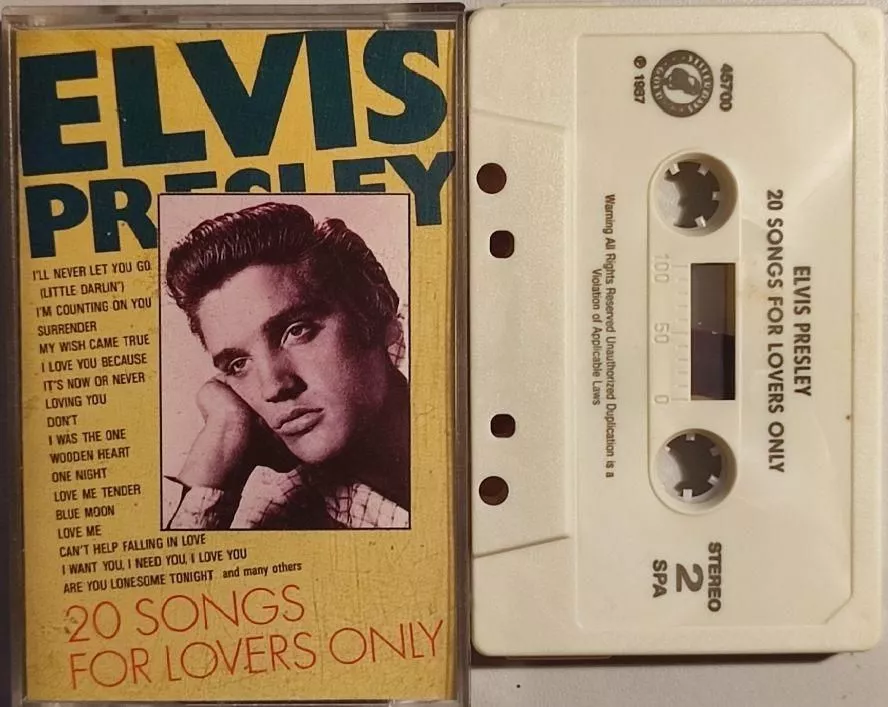 ELVIS
PRESLEY
I'LL NEVER LET YOU GO
(LITTLE DARLIN')
I'M COUNTING ON YOU
SURRENDER
MY WISH CAME TRUE
I LOVE YOU BECAUSE
IT'S NOW OR NEVER
LOVING YOU
DON'T
I WAS THE ONE
WOODEN HEART
ONE NIGHT
LOVE ME TENDER
BLUE MOON
LOVE ME
CAN'T HELP FALLING IN LOVE
I WANT YOU, I NEED YOU, I LOVE YOU
ARE YOU LONESOME TONIGHT and many others
20 SONGS
FOR LOVERS ONLY
45700
℗ 1987
ELVIS PRESLEY
20 SONGS FOR LOVERS ONLY
100 50 0
Warning All Rights Reserved Unauthorized Duplication is a
Violation of Applicable Laws
STEREO
2
SPA